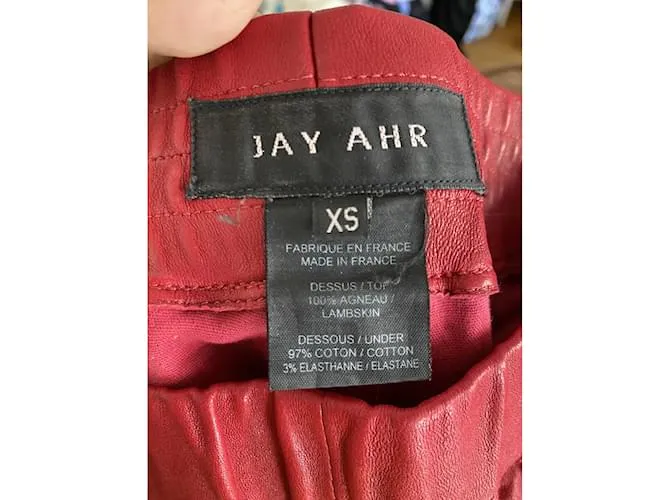 JAY AHR
XS
FABRIQUE EN FRANCE
MADE IN FRANCE
DESSUS / TOP
100% AGNEAU /
LAMBSKIN
DESSOUS / UNDER
97% COTON / COTTON
3% ELASTHANNE / ELASTANE